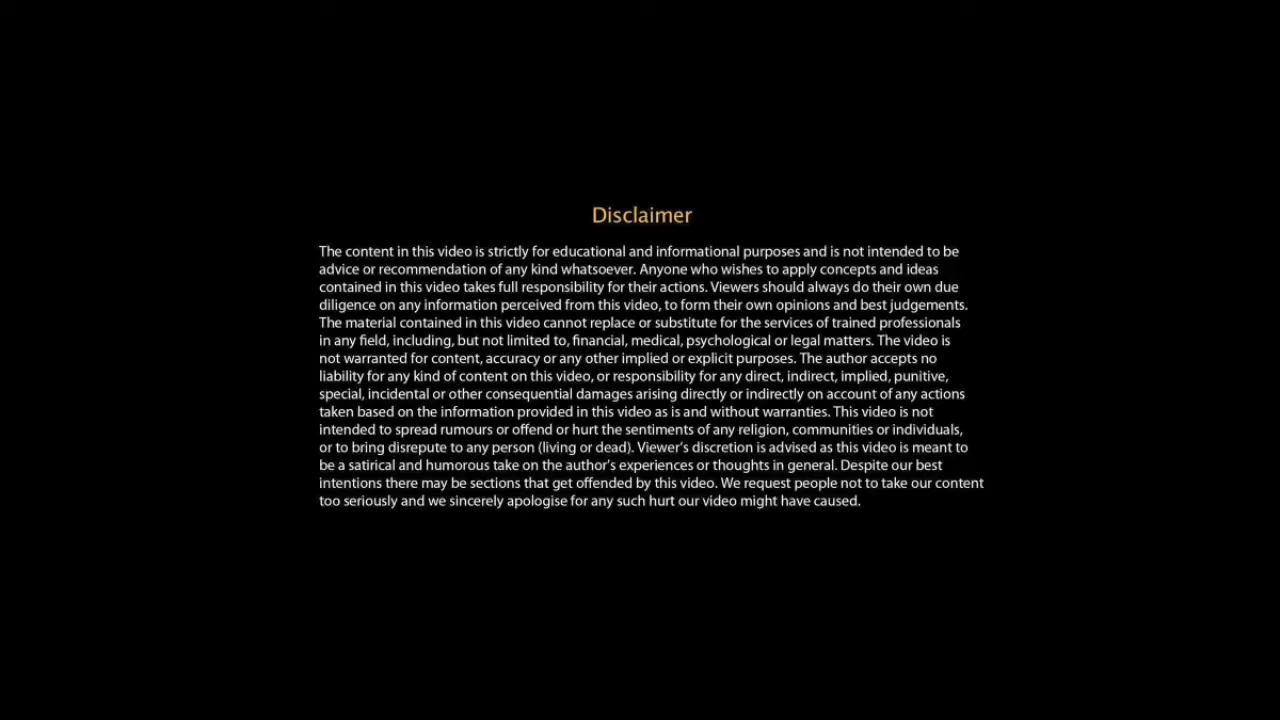 Disclaimer
The content in this video is strictly for educational and informational purposes and is not intended to be
advice or recommendation of any kind whatsoever. Anyone who wishes to apply concepts and ideas
contained in this video takes full responsibility for their actions. Viewers should always do their own due
diligence on any information perceived from this video, to form their own opinions and best judgements.
The material contained in this video cannot replace or substitute for the services of trained professionals
in any field, including, but not limited to, financial, medical, psychological or legal matters. The video is
not warranted for content, accuracy or any other implied or explicit purposes. The author accepts no
liability for any kind of content on this video, or responsibility for any direct, indirect, implied, punitive,
special, incidental or other consequential damages arising directly or indirectly on account of any actions
taken based on the information provided in this video as is and without warranties. This video is not
intended to spread rumours or offend or hurt the sentiments of any religion, communities or individuals,
or to bring disrepute to any person (living or dead). Viewer's discretion is advised as this video is meant to
be a satirical and humorous take on the author's experiences or thoughts in general. Despite our best
intentions there may be sections that get offended by this video. We request people not to take our content
too seriously and we sincerely apologise for any such hurt our video might have caused.